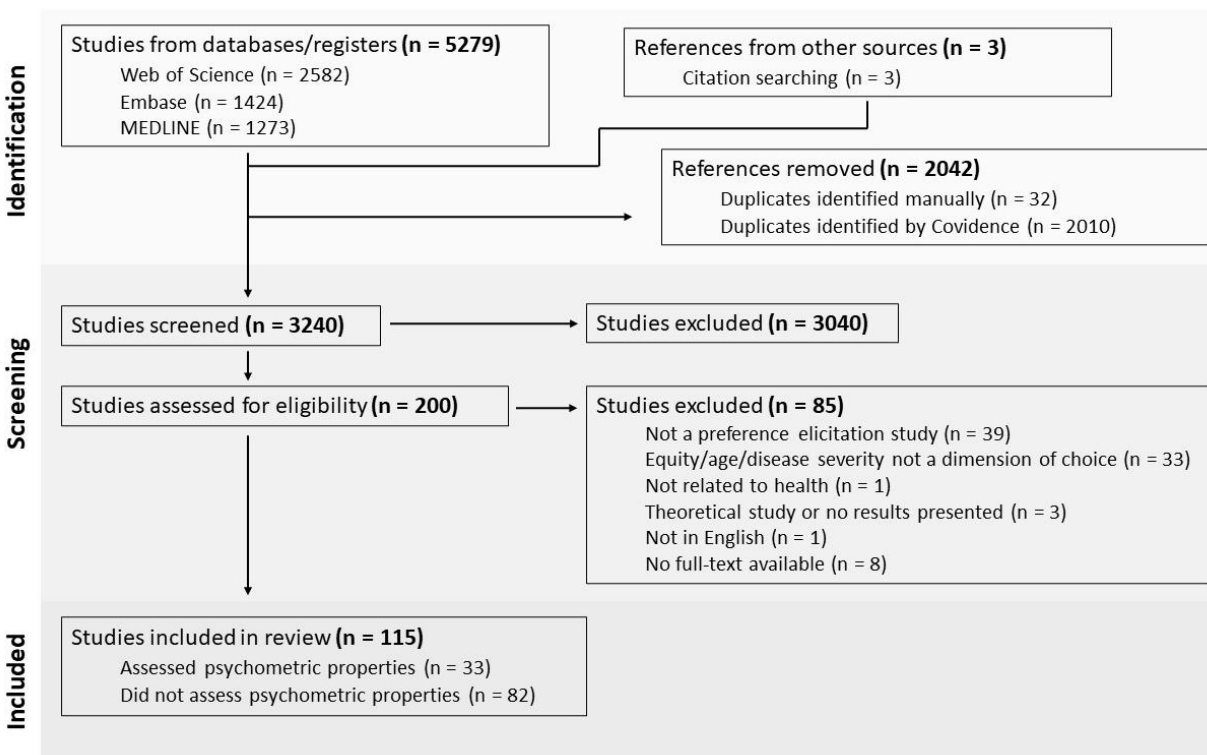 Identification
Studies from databases/registers (n = 5279)
Web of Science (n = 2582)
Embase (n = 1424)
MEDLINE (n = 1273)
References from other sources (n = 3)
Citation searching (n = 3)
References removed (n = 2042)
Duplicates identified manually (n = 32)
Duplicates identified by Covidence (n = 2010)
Screening
Studies screened (n = 3240)
Studies excluded (n = 3040)
Studies assessed for eligibility (n = 200)
Studies excluded (n = 85)
Not a preference elicitation study (n = 39)
Equity/age/disease severity not a dimension of choice (n = 33)
Not related to health (n = 1)
Theoretical study or no results presented (n = 3)
Not in English (n = 1)
No full-text available (n = 8)
Included
Studies included in review (n = 115)
Assessed psychometric properties (n = 33)
Did not assess psychometric properties (n = 82)